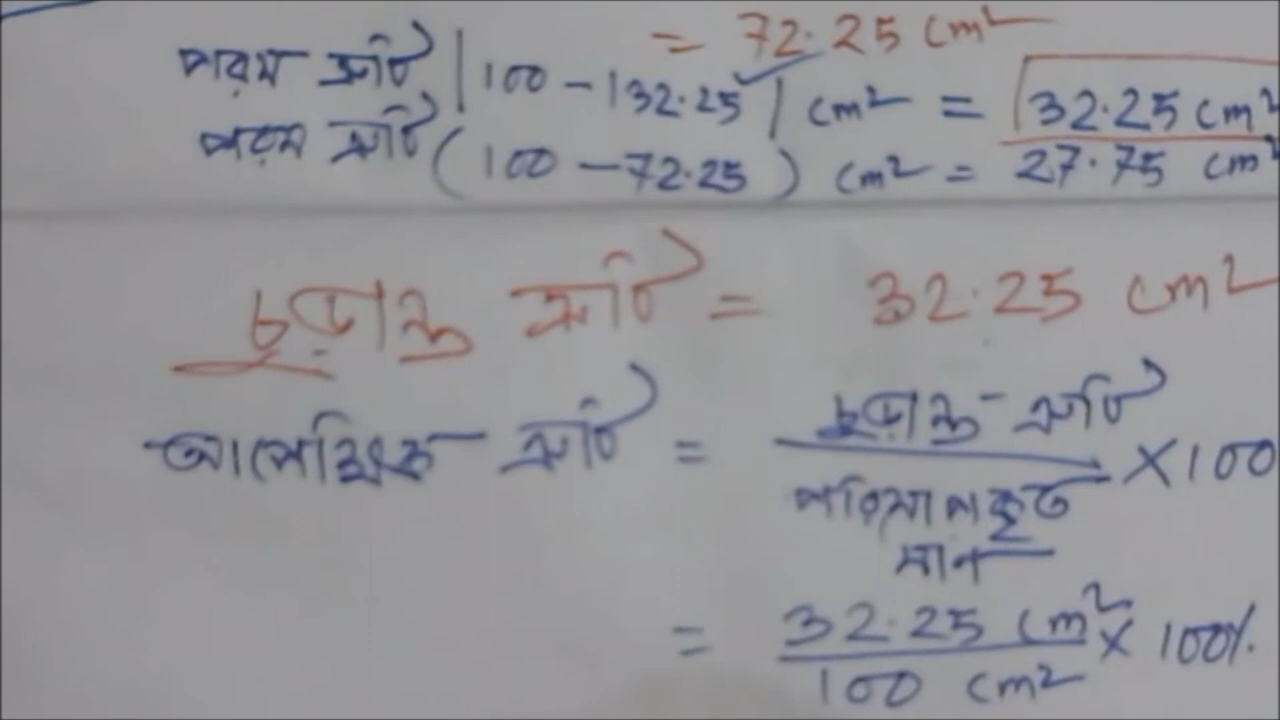 = 72.25 cm²
পরম ত্রুটি |100 - 132.25| cm² = 32.25 cm²
পরম ত্রুটি (100 - 72.25) cm² = 27.75 cm²
চূড়ান্ত ত্রুটি = 32.25 cm²
আপেক্ষিক ত্রুটি = চূড়ান্ত ত্রুটি / পরিমাপকৃত মান × 100
= 32.25 cm² / 100 cm² × 100%